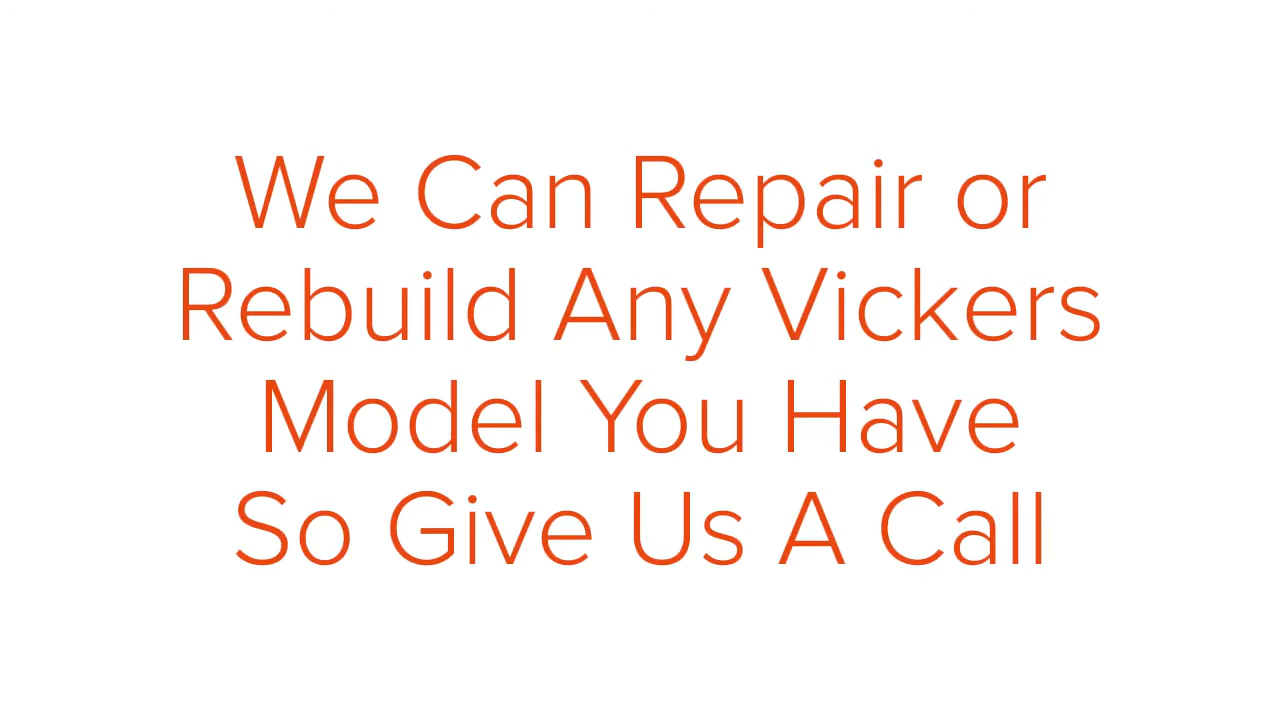 We Can Repair or
Rebuild Any Vickers
Model You Have
So Give Us A Call